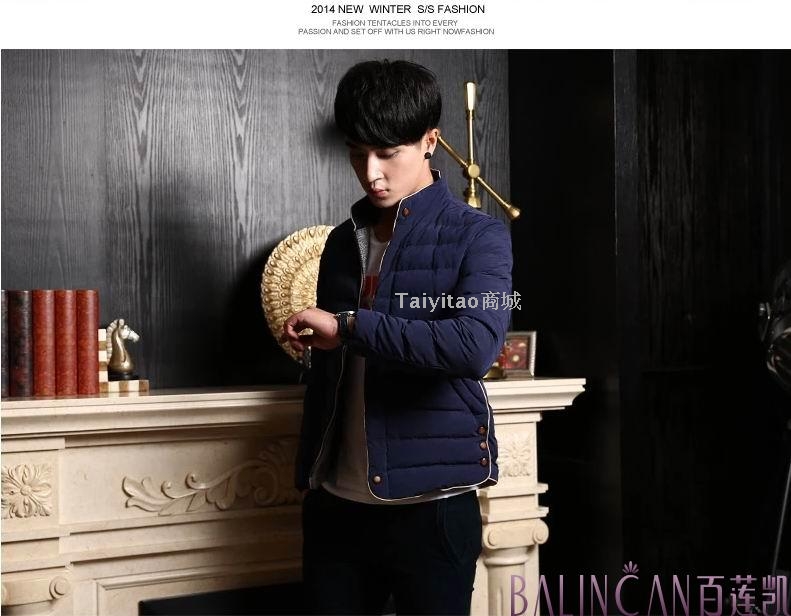 2014 NEW WINTER S/S FASHION
FASHION TENTACLES INTO EVERY
PASSION AND SET OFF WITH US RIGHT NOWFASHION
Taiyitao商城
BALINCAN百莲凯